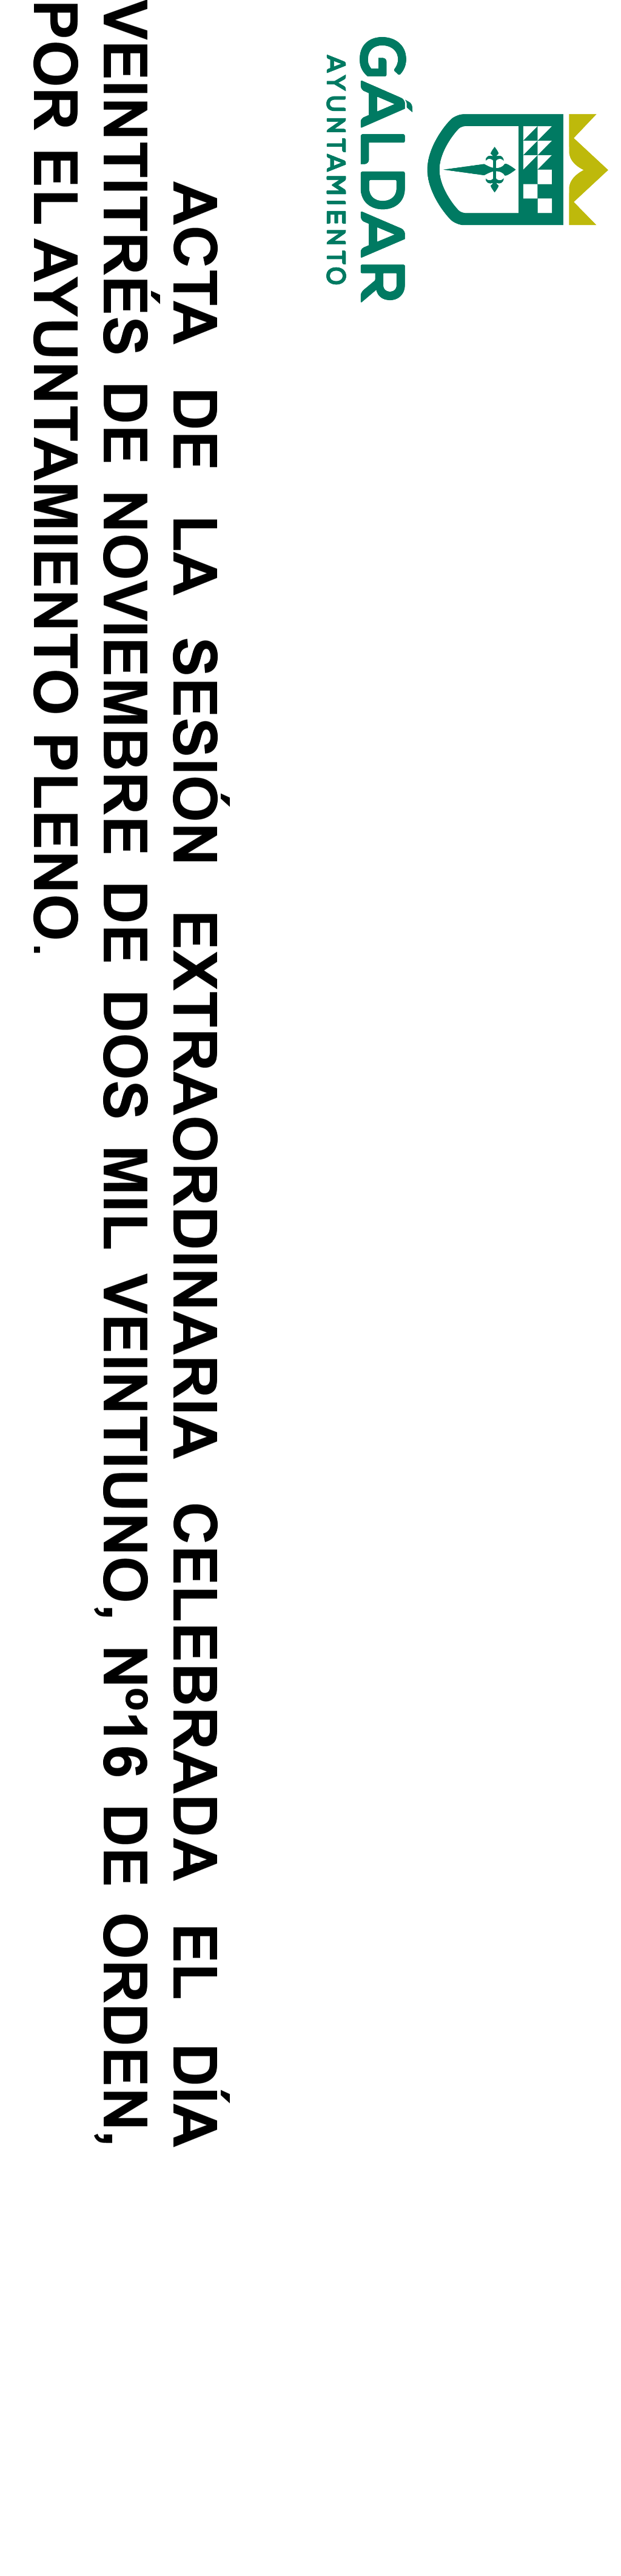 GÁLDAR
AYUNTAMIENTO
ACTA DE LA SESIÓN EXTRAORDINARIA CELEBRADA EL DÍA
VEINTITRÉS DE NOVIEMBRE DE DOS MIL VEINTIUNO, Nº16 DE ORDEN,
POR EL AYUNTAMIENTO PLENO.